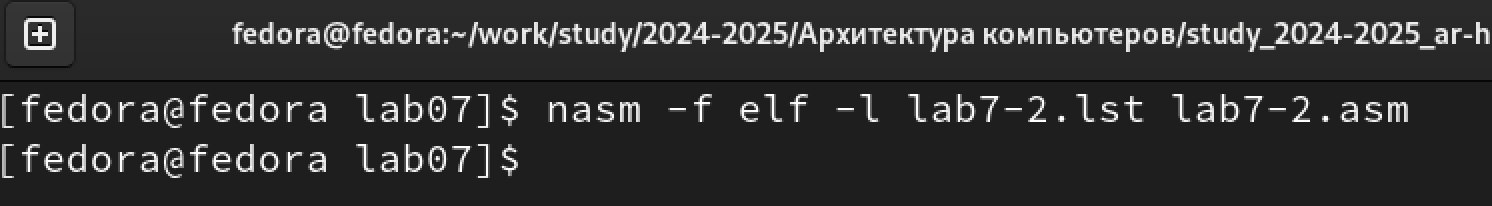 fedora@fedora:~/work/study/2024-2025/Архитектура компьютеров/study_2024-2025_ar-h
[fedora@fedora lab07]$ nasm -f elf -l lab7-2.lst lab7-2.asm
[fedora@fedora lab07]$